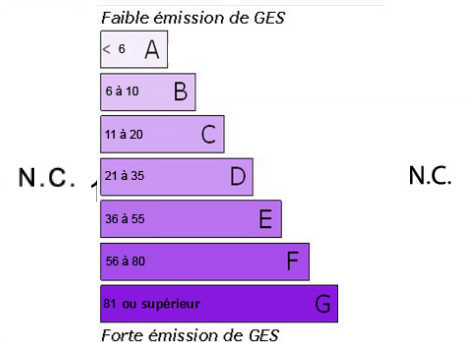 Faible émission de GES
< 6 A
6 à 10 B
11 à 20 C
N.C. 21 à 35 D N.C.
36 à 55 E
56 à 80 F
81 ou supérieur G
Forte émission de GES